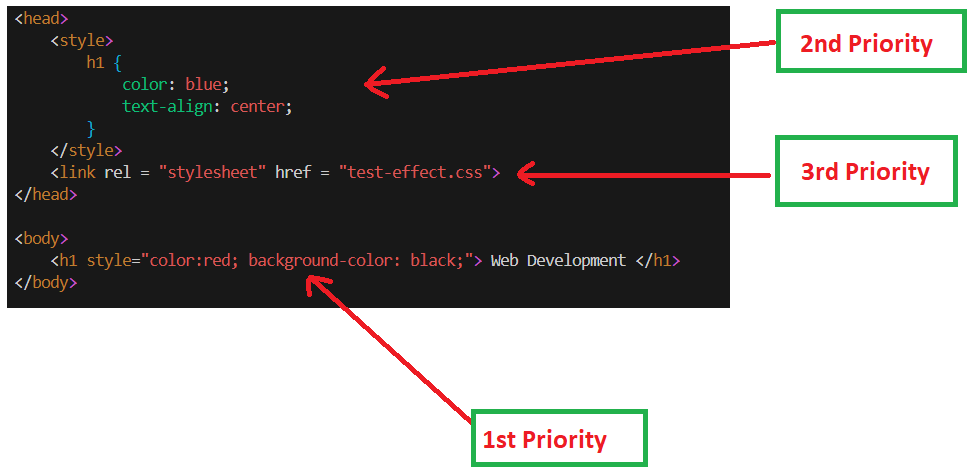 <head>
    <style>
        h1 {
            color: blue;
            text-align: center;
        }
    </style>
    <link rel = "stylesheet" href = "test-effect.css">
</head>
<body>
    <h1 style="color:red; background-color: black;"> Web Development </h1>
</body>
2nd Priority
3rd Priority
1st Priority